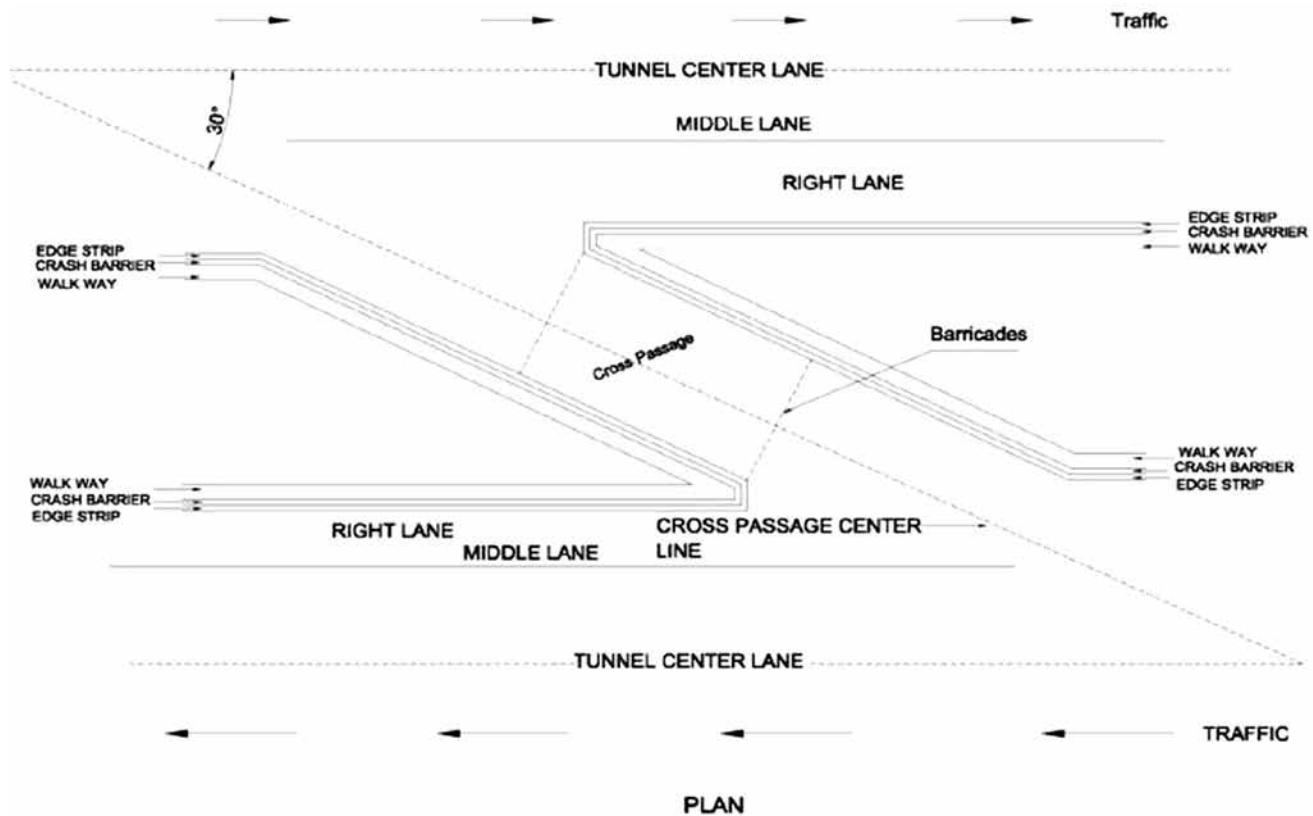 Traffic
TUNNEL CENTER LANE
30°
MIDDLE LANE
RIGHT LANE
EDGE STRIP
CRASH BARRIER
WALK WAY
EDGE STRIP
CRASH BARRIER
WALK WAY
Barricades
Cross Passage
WALK WAY
CRASH BARRIER
EDGE STRIP
WALK WAY
CRASH BARRIER
EDGE STRIP
RIGHT LANE
CROSS PASSAGE CENTER
LINE
MIDDLE LANE
TUNNEL CENTER LANE
TRAFFIC
PLAN